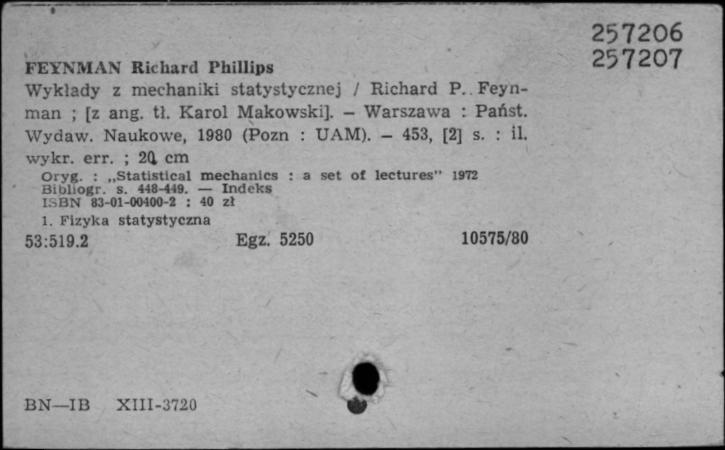 257206
257207
FEYNMAN Richard Phillips
Wykłady z mechaniki statystycznej / Richard P. Feyn-
man ; [z ang. tł. Karol Makowski]. — Warszawa : Państ.
Wydaw. Naukowe, 1980 (Pozn : UAM). — 453, [2] s. : il.
wykr. err. ; 20 cm
Oryg. : „Statistical mechanics : a set of lectures” 1972
Bibliogr. s. 448-449. — Indeks
ISBN 83-01-00400-2 : 40 zł
1. Fizyka statystyczna
53:519.2 Egz. 5250 10575/80
BN—IB XIII-3720